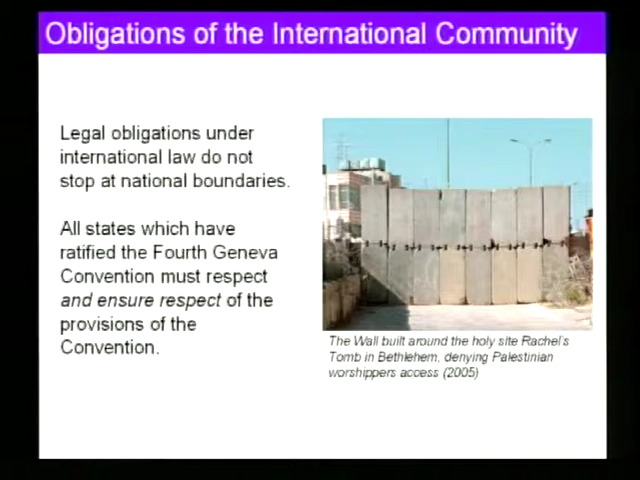 Obligations of the International Community
Legal obligations under
international law do not
stop at national boundaries.
All states which have
ratified the Fourth Geneva
Convention must respect
and ensure respect of the
provisions of the
Convention.
The Wall built around the holy site Rachel's
Tomb in Bethlehem, denying Palestinian
worshippers access (2005)